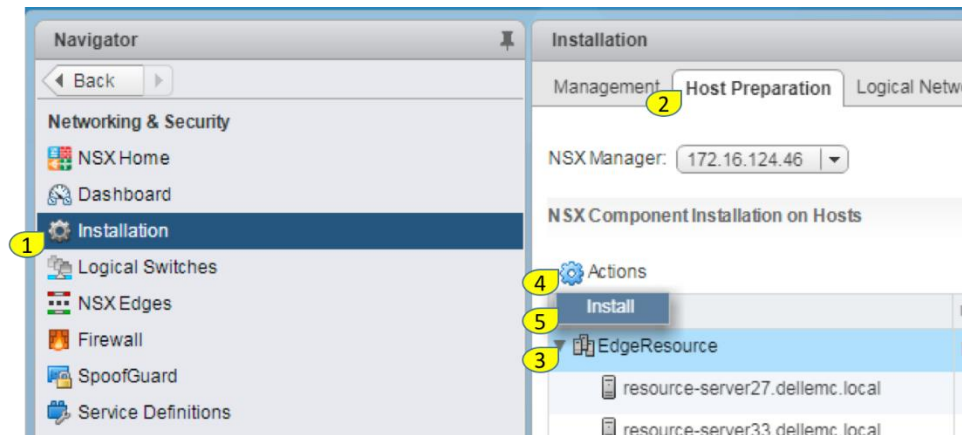 Navigator
Back
Networking & Security
NSX Home
Dashboard
1
Installation
Logical Switches
NSX Edges
Firewall
SpoofGuard
Service Definitions
Installation
Management
2
Host Preparation
Logical Netw
NSX Manager:
172.16.124.46
NSX Component Installation on Hosts
4
Actions
5
Install
3
EdgeResource
resource-server27.dellemc.local
resource-server33.dellemc.local